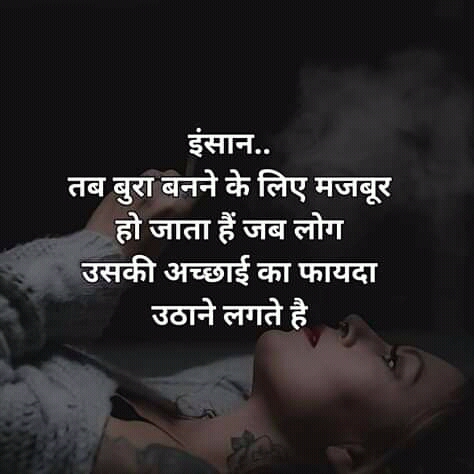 इंसान..
तब बुरा बनने के लिए मजबूर
हो जाता हैं जब लोग
उसकी अच्छाई का फायदा
उठाने लगते है